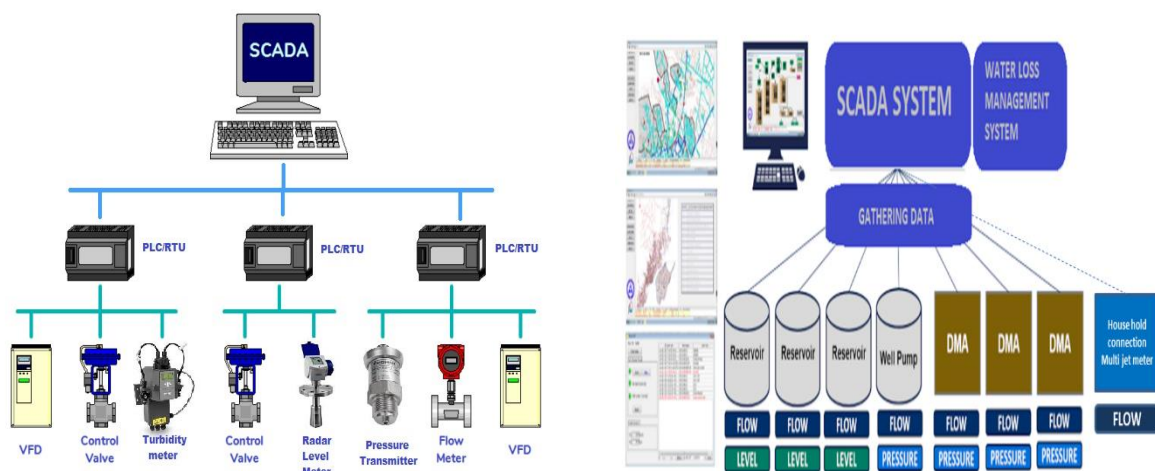 SCADA
PLC/RTU
PLC/RTU
PLC/RTU
VFD
Control
Valve
Turbidity
meter
Control
Valve
Radar
Level
Meter
Pressure
Transmitter
Flow
Meter
VFD
SCADA SYSTEM
WATER LOSS
MANAGEMENT
SYSTEM
GATHERING DATA
Reservoir
Reservoir
Reservoir
Well Pump
DMA
DMA
DMA
House hold
connection
Multi jet meter
FLOW
FLOW
FLOW
FLOW
FLOW
FLOW
FLOW
FLOW
LEVEL
LEVEL
LEVEL
PRESSURE
PRESSURE
PRESSURE
PRESSURE